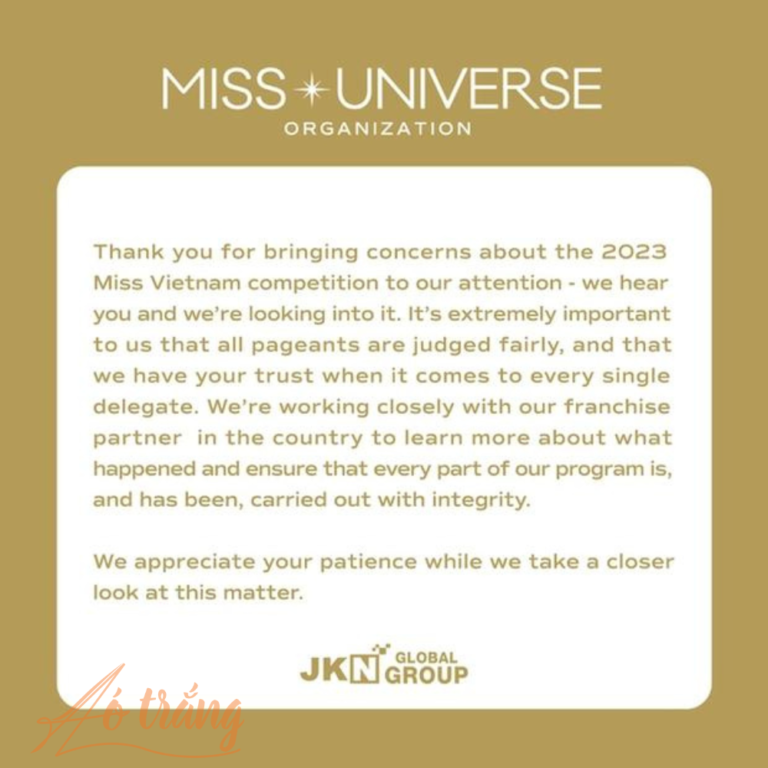 MISS UNIVERSE
ORGANIZATION
Thank you for bringing concerns about the 2023
Miss Vietnam competition to our attention - we hear
you and we're looking into it. It's extremely important
to us that all pageants are judged fairly, and that
we have your trust when it comes to every single
delegate. We're working closely with our franchise
partner in the country to learn more about what
happened and ensure that every part of our program is,
and has been, carried out with integrity.
We appreciate your patience while we take a closer
look at this matter.
JKN GLOBAL
GROUP
Aó trắng